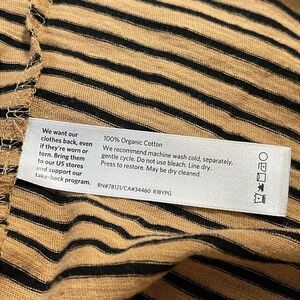 We want our
clothes back, even
if they're worn or
torn. Bring them
to our US stores
and support our
take-back program.
100% Organic Cotton
We recommend machine wash cold, separately,
gentle cycle. Do not use bleach. Line dry.
Press to restore. May be dry cleaned
RN#78121/CA#34460 R1BYPG